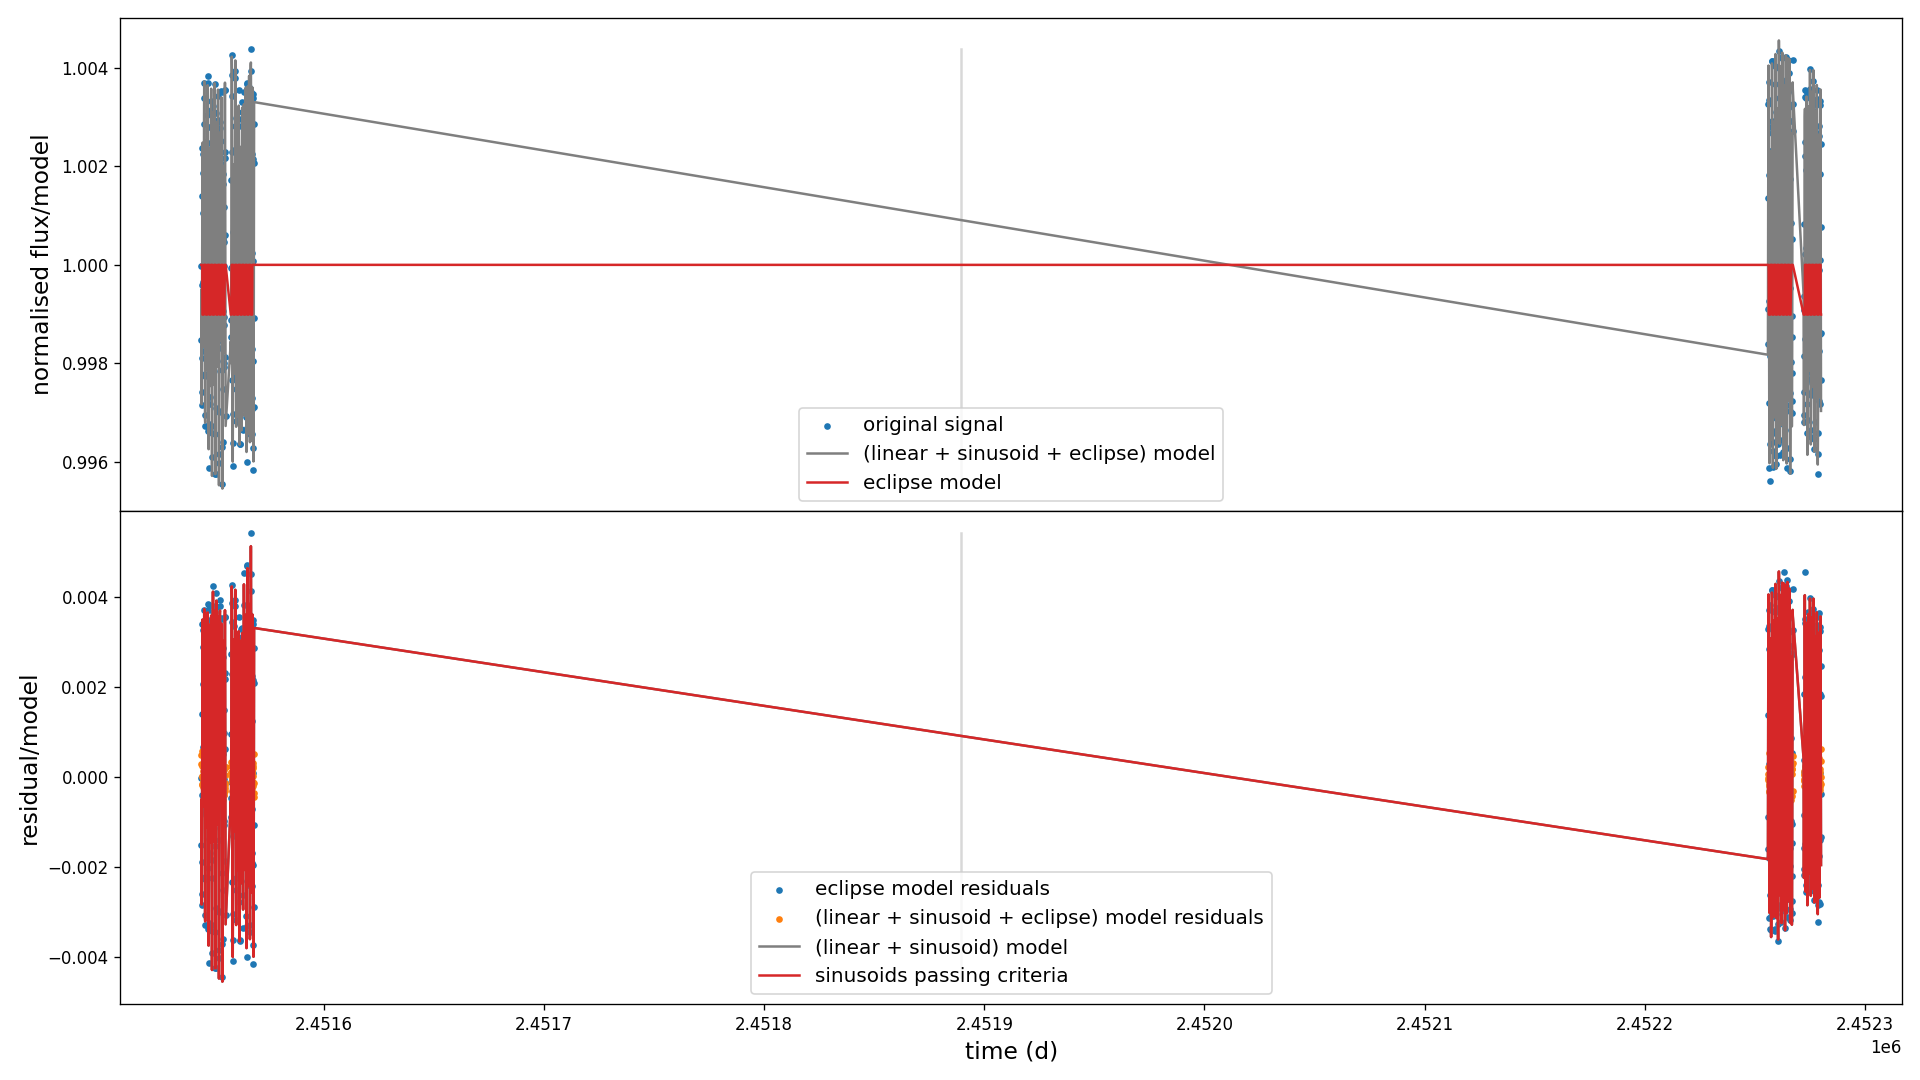 normalised flux/model
1.004
1.002
1.000
0.998
0.996
original signal
(linear + sinusoid + eclipse) model
eclipse model
residual/model
0.004
0.002
0.000
−0.002
−0.004
eclipse model residuals
(linear + sinusoid + eclipse) model residuals
(linear + sinusoid) model
sinusoids passing criteria
2.4516 2.4517 2.4518 2.4519 2.4520 2.4521 2.4522 2.4523
1e6
time (d)